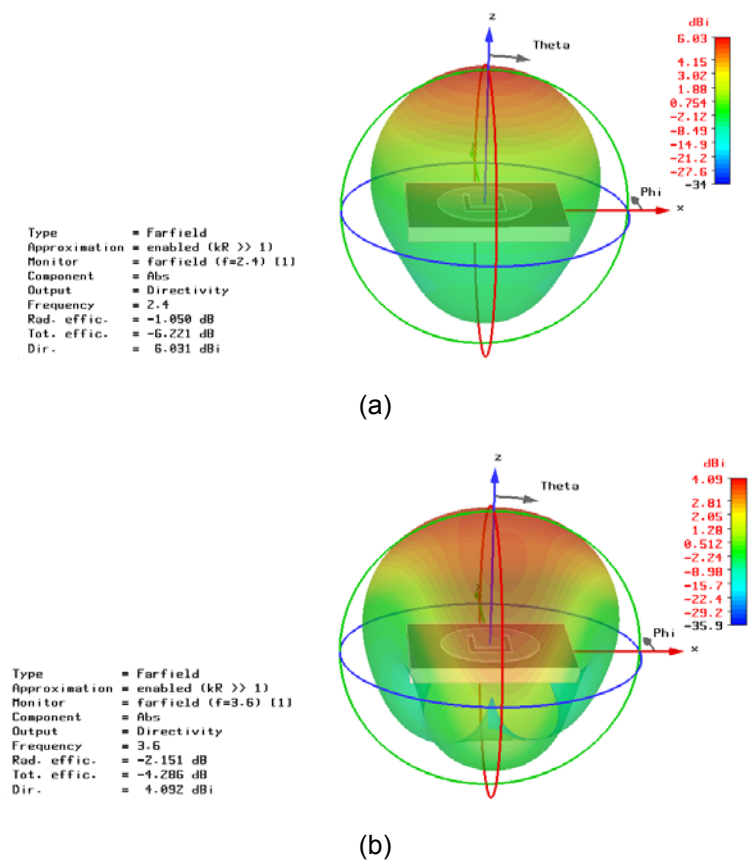 z
Theta
dBi
6.03
4.15
3.02
1.88
0.754
-2.12
-8.49
-14.9
-21.2
-27.6
-34
Phi
x
Type = Farfield
Approximation = enabled (kR >> 1)
Monitor = farfield (f=2.4) [1]
Component = Abs
Output = Directivity
Frequency = 2.4
Rad. effic. = -1.050 dB
Tot. effic. = -6.221 dB
Dir. = 6.031 dBi
(a)
z
Theta
dBi
4.09
2.81
2.05
1.28
0.512
-2.24
-8.98
-15.7
-22.4
-29.2
-35.9
Phi
x
Type = Farfield
Approximation = enabled (kR >> 1)
Monitor = farfield (f=3.6) [1]
Component = Abs
Output = Directivity
Frequency = 3.6
Rad. effic. = -2.151 dB
Tot. effic. = -4.286 dB
Dir. = 4.092 dBi
(b)